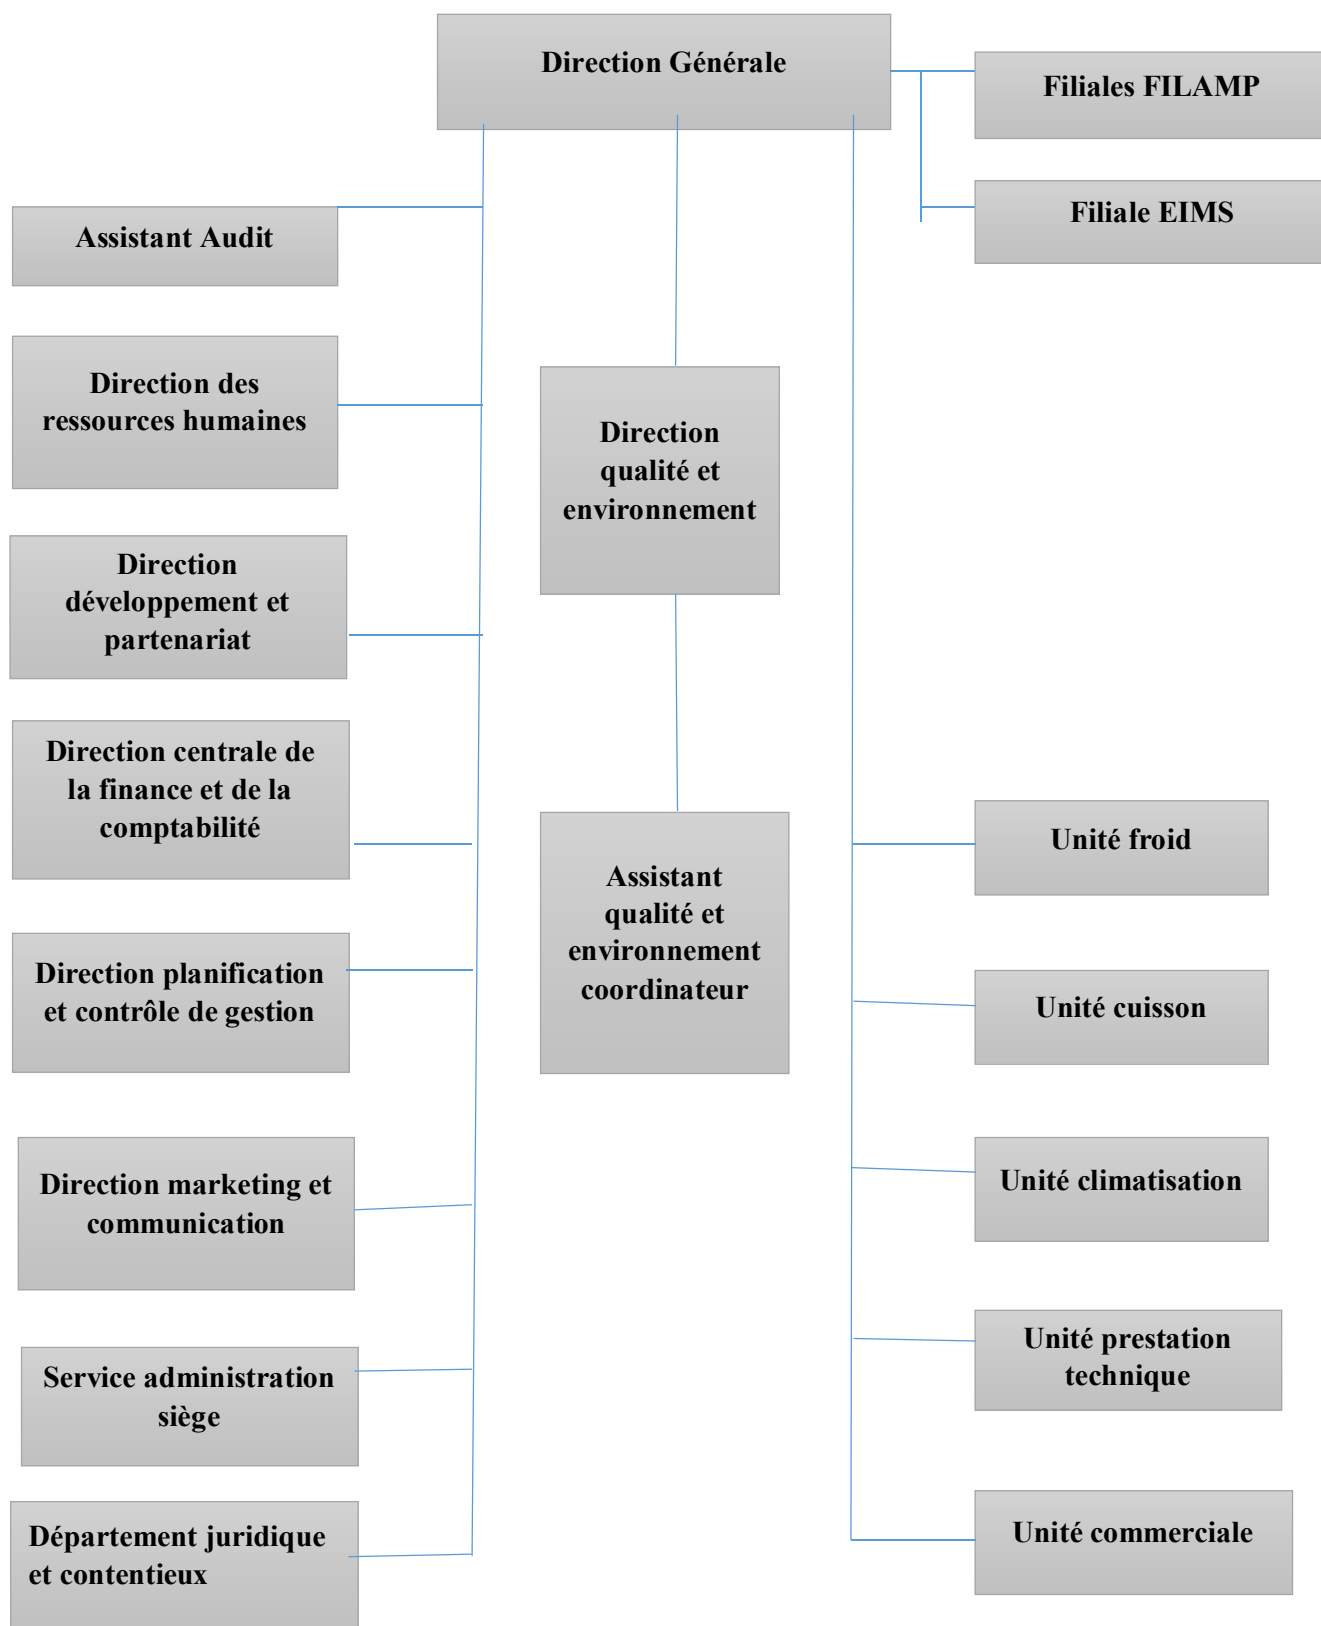 Direction Générale
Filiales FILAMP
Filiale EIMS
Assistant Audit
Direction des
ressources humaines
Direction
développement et
partenariat
Direction centrale de
la finance et de la
comptabilité
Direction planification
et contrôle de gestion
Direction marketing et
communication
Service administration
siège
Département juridique
et contentieux
Direction
qualité et
environnement
Assistant
qualité et
environnement
coordinateur
Unité froid
Unité cuisson
Unité climatisation
Unité prestation
technique
Unité commerciale